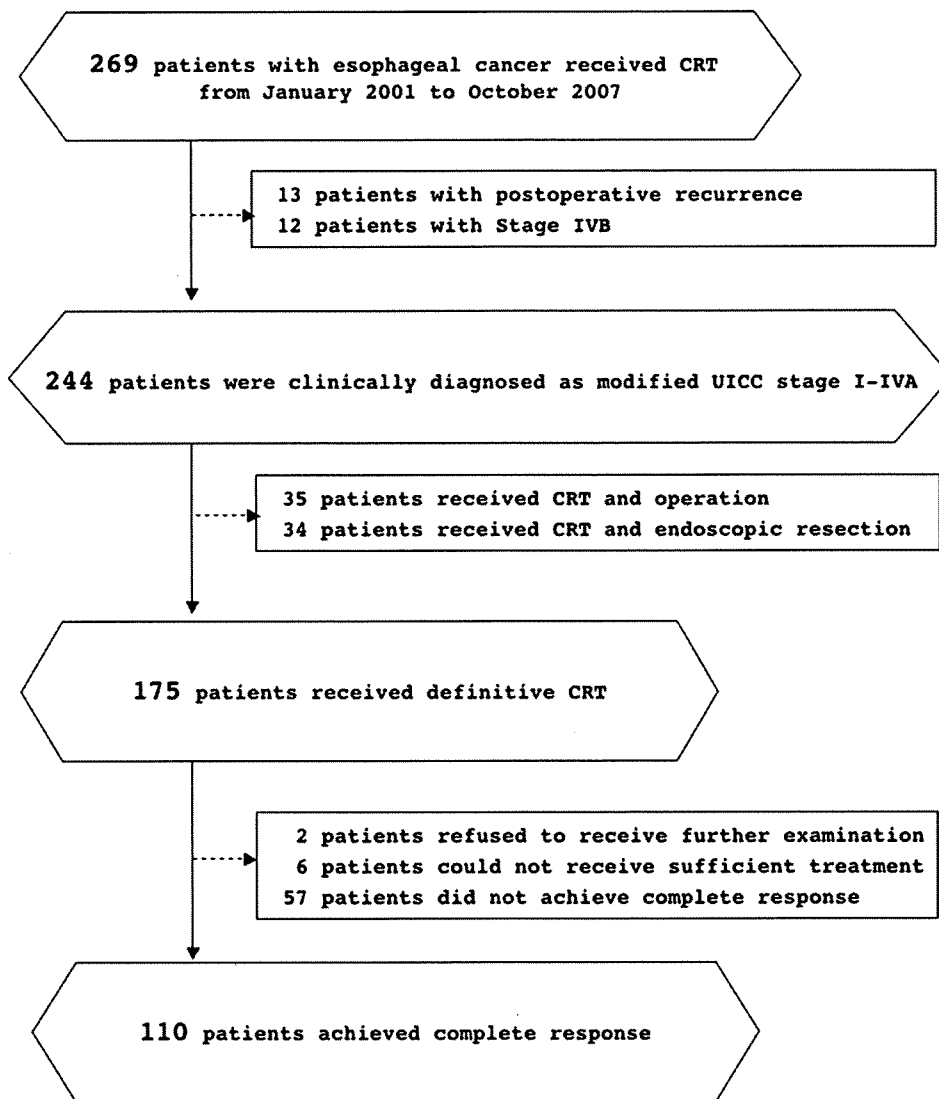 269 patients with esophageal cancer received CRT
from January 2001 to October 2007
13 patients with postoperative recurrence
12 patients with Stage IVB
244 patients were clinically diagnosed as modified UICC stage I-IVA
35 patients received CRT and operation
34 patients received CRT and endoscopic resection
175 patients received definitive CRT
2 patients refused to receive further examination
6 patients could not receive sufficient treatment
57 patients did not achieve complete response
110 patients achieved complete response